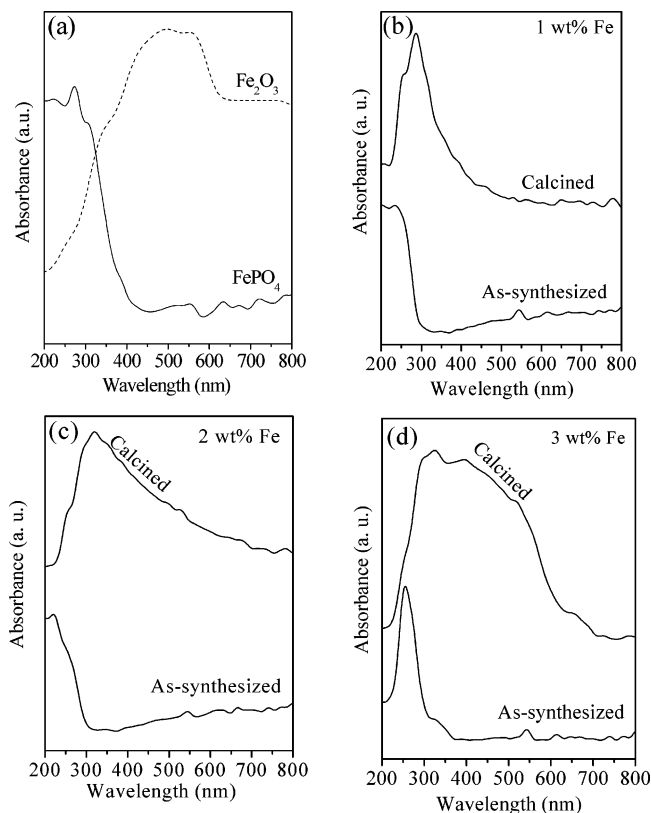 (a)
Fe₂O₃
FePO₄
Absorbance (a.u.)
200 300 400 500 600 700 800
Wavelength (nm)
(b)
1 wt% Fe
Calcined
As-synthesized
Absorbance (a.u.)
200 300 400 500 600 700 800
Wavelength (nm)
(c)
2 wt% Fe
Calcined
As-synthesized
Absorbance (a. u.)
200 300 400 500 600 700 800
Wavelength (nm)
(d)
3 wt% Fe
Calcined
As-synthesized
Absorbance (a. u.)
200 300 400 500 600 700 800
Wavelength (nm)